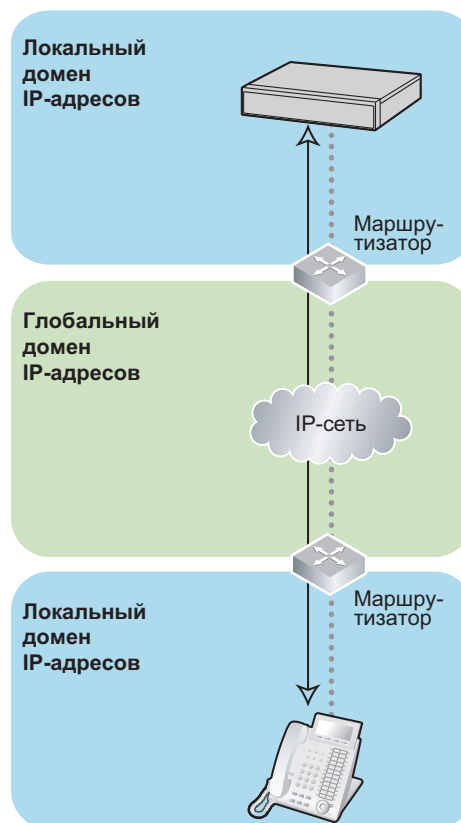 Локальный
домен
IP-адресов
Маршру-
тизатор
Глобальный
домен
IP-адресов
IP-сеть
Маршру-
тизатор
Локальный
домен
IP-адресов